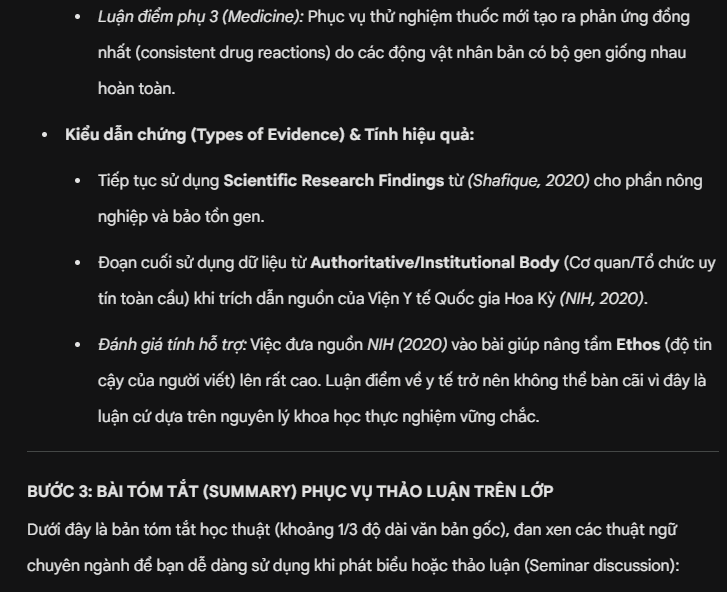 • Luận điểm phụ 3 (Medicine): Phục vụ thử nghiệm thuốc mới tạo ra phản ứng đồng
nhất (consistent drug reactions) do các động vật nhân bản có bộ gen giống nhau
hoàn toàn.
• Kiểu dẫn chứng (Types of Evidence) & Tính hiệu quả:
• Tiếp tục sử dụng Scientific Research Findings từ (Shafique, 2020) cho phần nông
nghiệp và bảo tồn gen.
• Đoạn cuối sử dụng dữ liệu từ Authoritative/Institutional Body (Cơ quan/Tổ chức uy
tín toàn cầu) khi trích dẫn nguồn của Viện Y tế Quốc gia Hoa Kỳ (NIH, 2020).
• Đánh giá tính hỗ trợ: Việc đưa nguồn NIH (2020) vào bài giúp nâng tầm Ethos (độ tin
cậy của người viết) lên rất cao. Luận điểm về y tế trở nên không thể bàn cãi vì đây là
luận cứ dựa trên nguyên lý khoa học thực nghiệm vững chắc.
BƯỚC 3: BÀI TÓM TẮT (SUMMARY) PHỤC VỤ THẢO LUẬN TRÊN LỚP
Dưới đây là bản tóm tắt học thuật (khoảng 1/3 độ dài văn bản gốc), đan xen các thuật ngữ
chuyên ngành để bạn dễ dàng sử dụng khi phát biểu hoặc thảo luận (Seminar discussion):